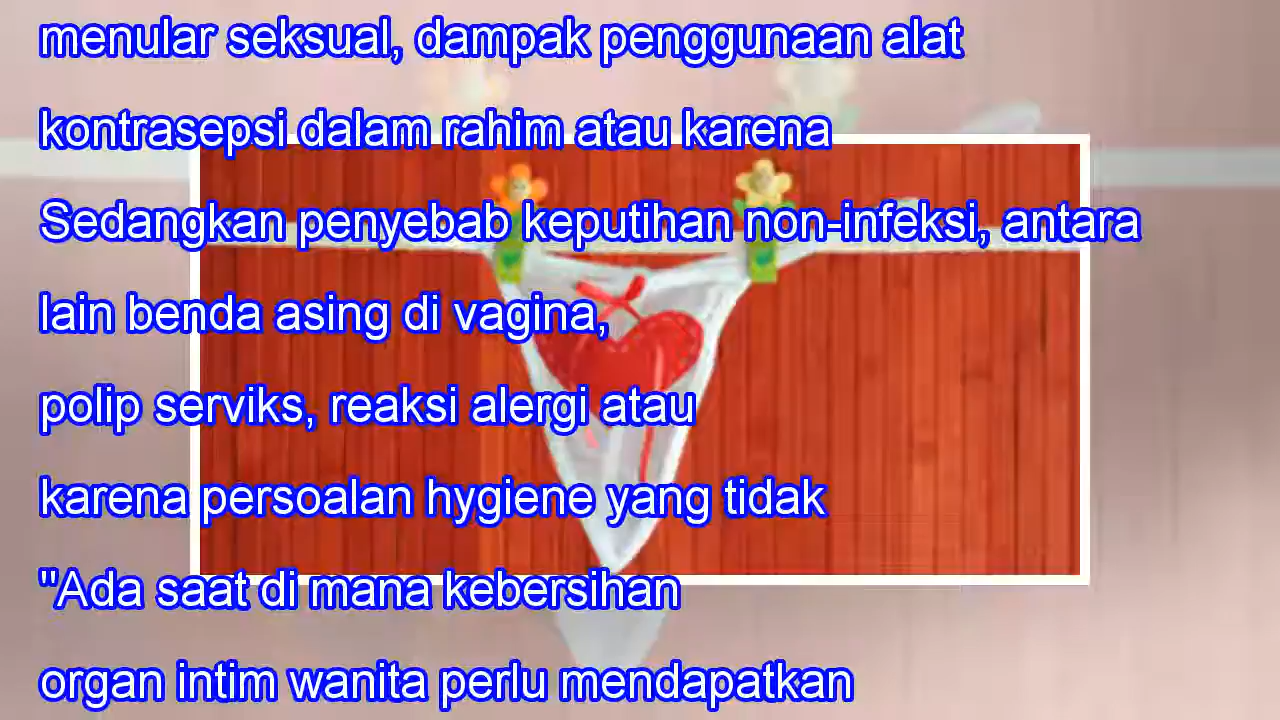 menular seksual, dampak penggunaan alat
kontrasepsi dalam rahim atau karena
Sedangkan penyebab keputihan non-infeksi, antara
lain benda asing di vagina,
polip serviks, reaksi alergi atau
karena persoalan hygiene yang tidak
"Ada saat di mana kebersihan
organ intim wanita perlu mendapatkan